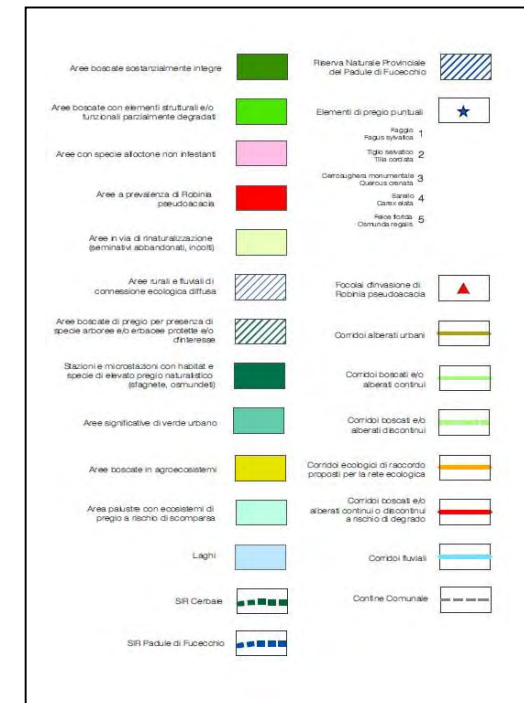 Aree boscate sostanzialmente integre
Aree boscate con elementi strutturali e/o
funzionali parzialmente degradati
Aree con specie alloctone non infestanti
Aree a prevalenza di Robinia
pseudoacacia
Aree in via di rinaturalizzazione
(seminativi abbandonati, incolti)
Aree rurali e fluviali di
connessione ecologica diffusa
Aree boscate di pregio per presenza di
specie arboree e/o erbacee protette e/o
d'interesse
Stazioni e microstazioni con habitat e
specie di elevato pregio naturalistico
(sfagnete, osmundeti)
Aree significative di verde urbano
Aree boscate in agroecosistemi
Area palustre con ecosistemi di
pregio a rischio di scomparsa
Laghi
SIR Cerbaie
SIR Padule di Fucecchio
Riserva Naturale Provinciale
del Padule di Fucecchio
Elementi di pregio puntuali
Faggio 1
Fagus sylvatica
Tiglio selvatico 2
Tilia cordata
Cerrosughera monumentale 3
Quercus crenata
Sarello 4
Carex elata
Felce florida 5
Osmunda regalis
Focolai d'invasione di
Robinia pseudoacacia
Corridoi alberati urbani
Corridoi boscati e/o
alberati continui
Corridoi boscati e/o
alberati discontinui
Corridoi ecologici di raccordo
proposti per la rete ecologica
Corridoi boscati e/o
alberati continui o discontinui
a rischio di degrado
Corridoi fluviali
Confine Comunale